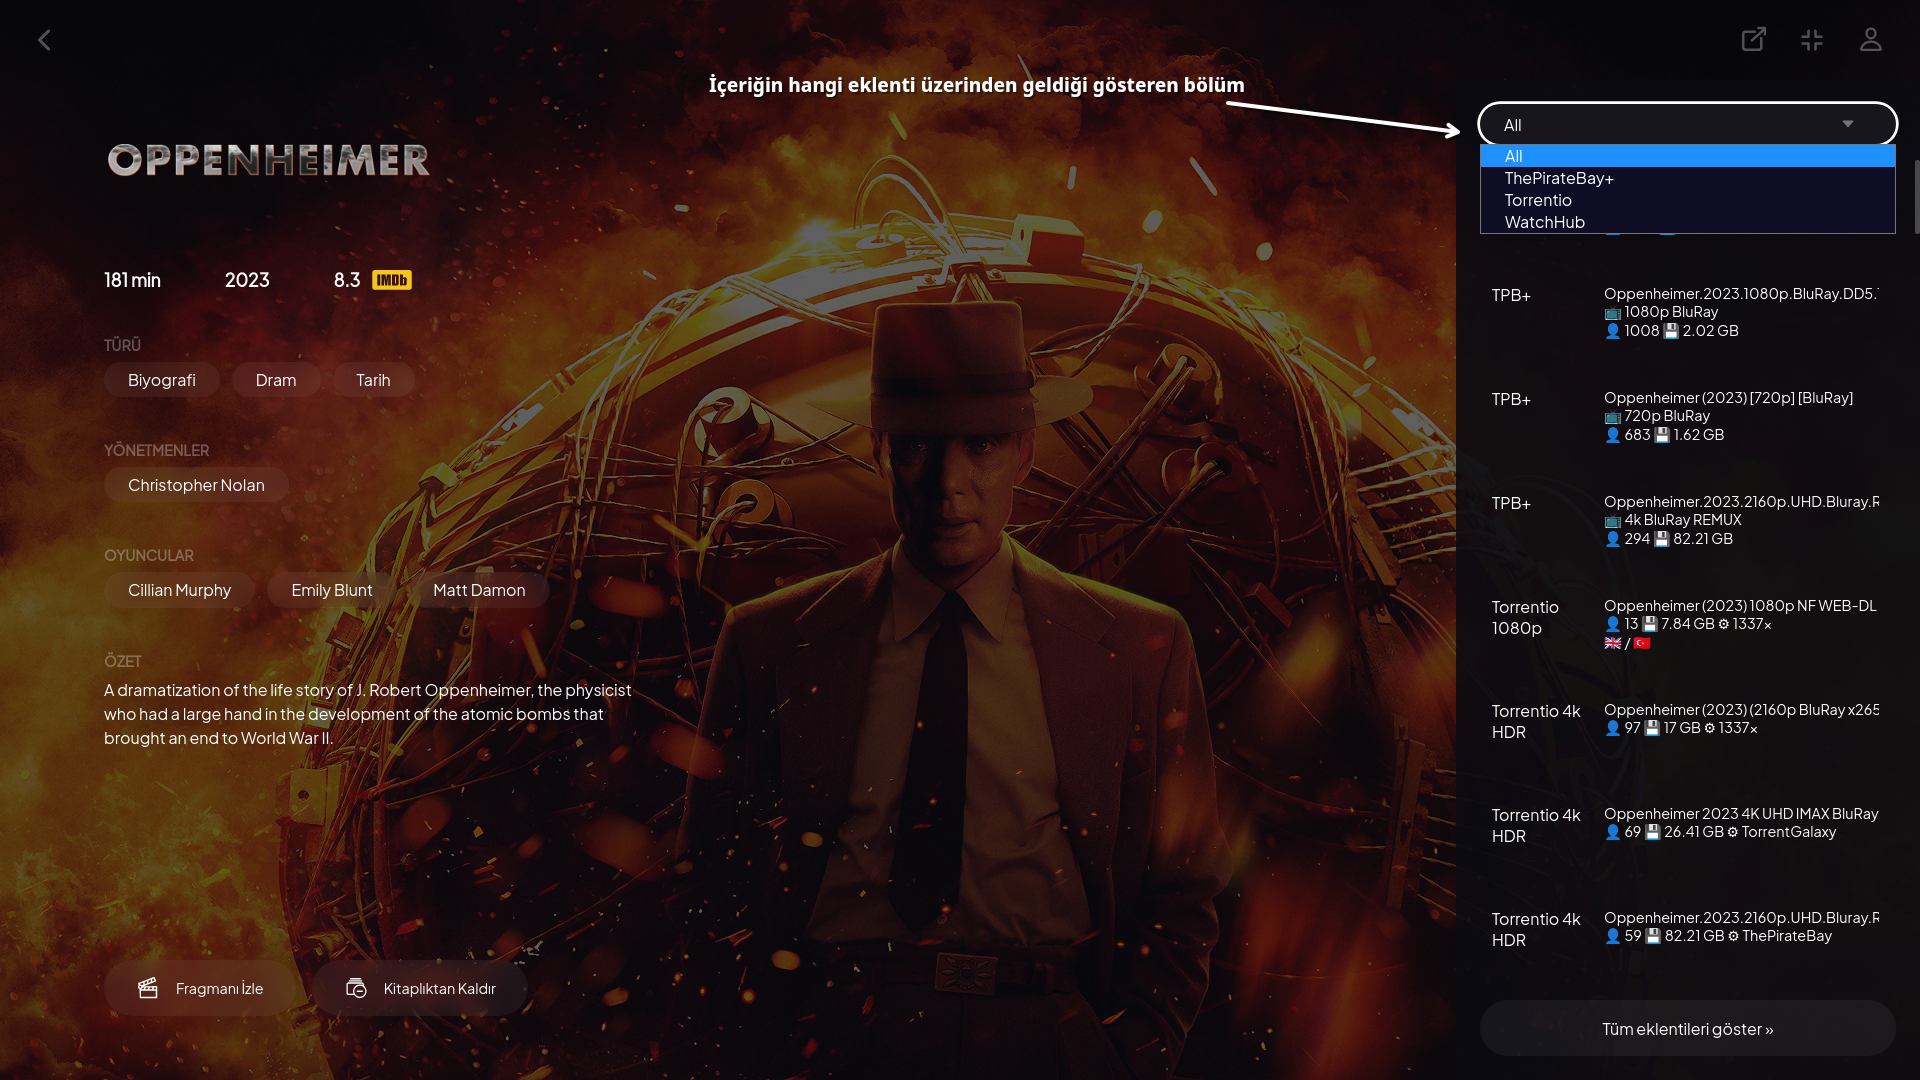 İçeriğin hangi eklenti üzerinden geldiği gösteren bölüm
OPPENHEIMER
181 min 2023 8.3 IMDb
TÜRÜ
Biyografi Dram Tarih
YÖNETMENLER
Christopher Nolan
OYUNCULAR
Cillian Murphy Emily Blunt Matt Damon
ÖZET
A dramatization of the life story of J. Robert Oppenheimer, the physicist
who had a large hand in the development of the atomic bombs that
brought an end to World War II.
Fragmanı İzle Kitaplıktan Kaldır
All
All
ThePirateBay+
Torrentio
WatchHub
TPB+
Oppenheimer.2023.1080p.BluRay.DD5.
📺 1080p BluRay
👤 1008 💾 2.02 GB
TPB+
Oppenheimer (2023) [720p] [BluRay]
📺 720p BluRay
👤 683 💾 1.62 GB
TPB+
Oppenheimer.2023.2160p.UHD.Bluray.R
📺 4k BluRay REMUX
👤 294 💾 82.21 GB
Torrentio
1080p
Oppenheimer (2023) 1080p NF WEB-DL
👤 13 💾 7.84 GB ⚙ 1337x
🇬🇧 / 🇹🇷
Torrentio 4k
HDR
Oppenheimer (2023) (2160p BluRay x265
👤 97 💾 17 GB ⚙ 1337x
Torrentio 4k
HDR
Oppenheimer 2023 4K UHD IMAX BluRay
👤 69 💾 26.41 GB ⚙ TorrentGalaxy
Torrentio 4k
HDR
Oppenheimer.2023.2160p.UHD.Bluray.R
👤 59 💾 82.21 GB ⚙ ThePirateBay
Tüm eklentileri göster »